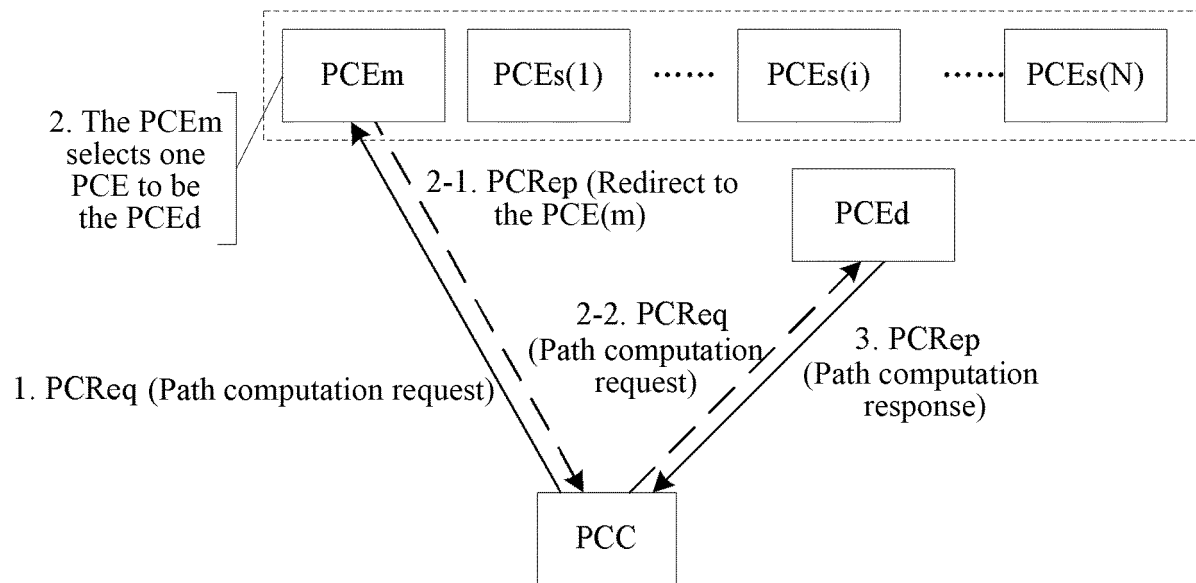 PCEm
PCEs(1)
......
PCEs(i)
......
PCEs(N)
2. The PCEm
selects one
PCE to be
the PCEd
2-1. PCRep (Redirect to
the PCE(m)
PCEd
2-2. PCReq
(Path computation
request)
3. PCRep
(Path computation
response)
1. PCReq (Path computation request)
PCC